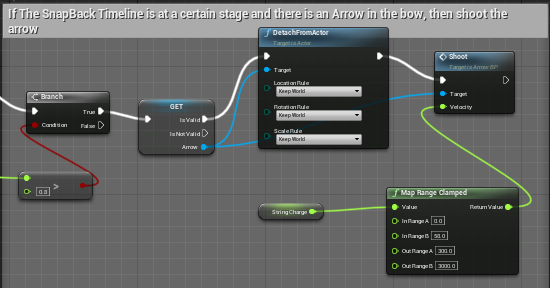 If The SnapBack Timeline is at a certain stage and there is an Arrow in the bow, then shoot the
arrow
DetachFromActor
Target is Actor
Target
Location Rule
Keep World
Rotation Rule
Keep World
Scale Rule
Keep World
Shoot
Target is Arrow BP
Target
Velocity
Branch
True
Condition
False
GET
Is Valid
Is Not Valid
Arrow
>
String Charge
Map Range Clamped
Value
Return Value
In Range A 0.0
In Range B
Out Range A 300.0
Out Range B 3000.0